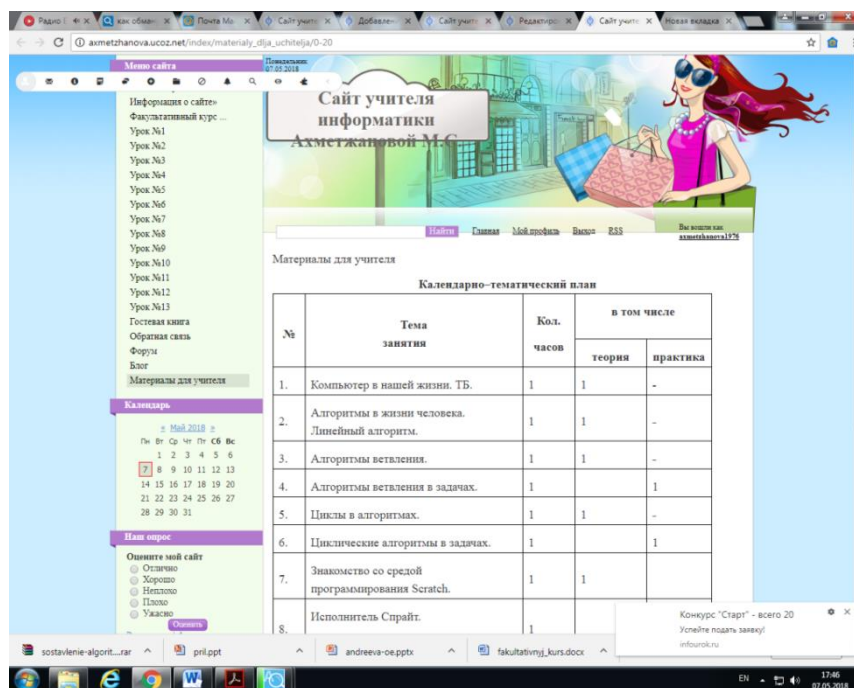 Радио
как обман
Почта Ma
Сайт учите
Добавлен
Сайт учите
Редактиро
Сайт учите
Новая вкладка
axmetzhanova.ucoz.net/index/materialy_dlja_uchitelja/0-20
Меню сайта
Информация о сайте»
Факультативный курс ...
Урок №1
Урок №2
Урок №3
Урок №4
Урок №5
Урок №6
Урок №7
Урок №8
Урок №9
Урок №10
Урок №11
Урок №12
Урок №13
Гостевая книга
Обратная связь
Форум
Блог
Материалы для учителя
Календарь
« Май 2018 »
Пн Вт Ср Чт Пт Сб Вс
1 2 3 4 5 6
7 8 9 10 11 12 13
14 15 16 17 18 19 20
21 22 23 24 25 26 27
28 29 30 31
Наш опрос
Оцените мой сайт
Отлично
Хорошо
Неплохо
Плохо
Ужасно
Оценить
Понедельник
07.05.2018
Сайт учителя
информатики
Ахметжановой М.С.
Найти
Главная Мой профиль Выход RSS
Вы вошли как
axmetzhanova1976
Материалы для учителя
Календарно–тематический план
№ Тема занятия Кол. часов в том числе
теория практика
1. Компьютер в нашей жизни. ТБ. 1 1 -
2. Алгоритмы в жизни человека. Линейный алгоритм. 1 1 -
3. Алгоритмы ветвления. 1 1 -
4. Алгоритмы ветвления в задачах. 1 1
5. Циклы в алгоритмах. 1 1 -
6. Циклические алгоритмы в задачах. 1 1
7. Знакомство со средой программирования Scratch. 1 1
8. Исполнитель Спрайт. 1
Конкурс "Старт" - всего 20
Успейте подать заявку!
infourok.ru
sostavlenie-algorit....rar
pril.ppt
andreeva-oe.pptx
fakultativnyj_kurs.docx
EN
17:46
07.05.2018